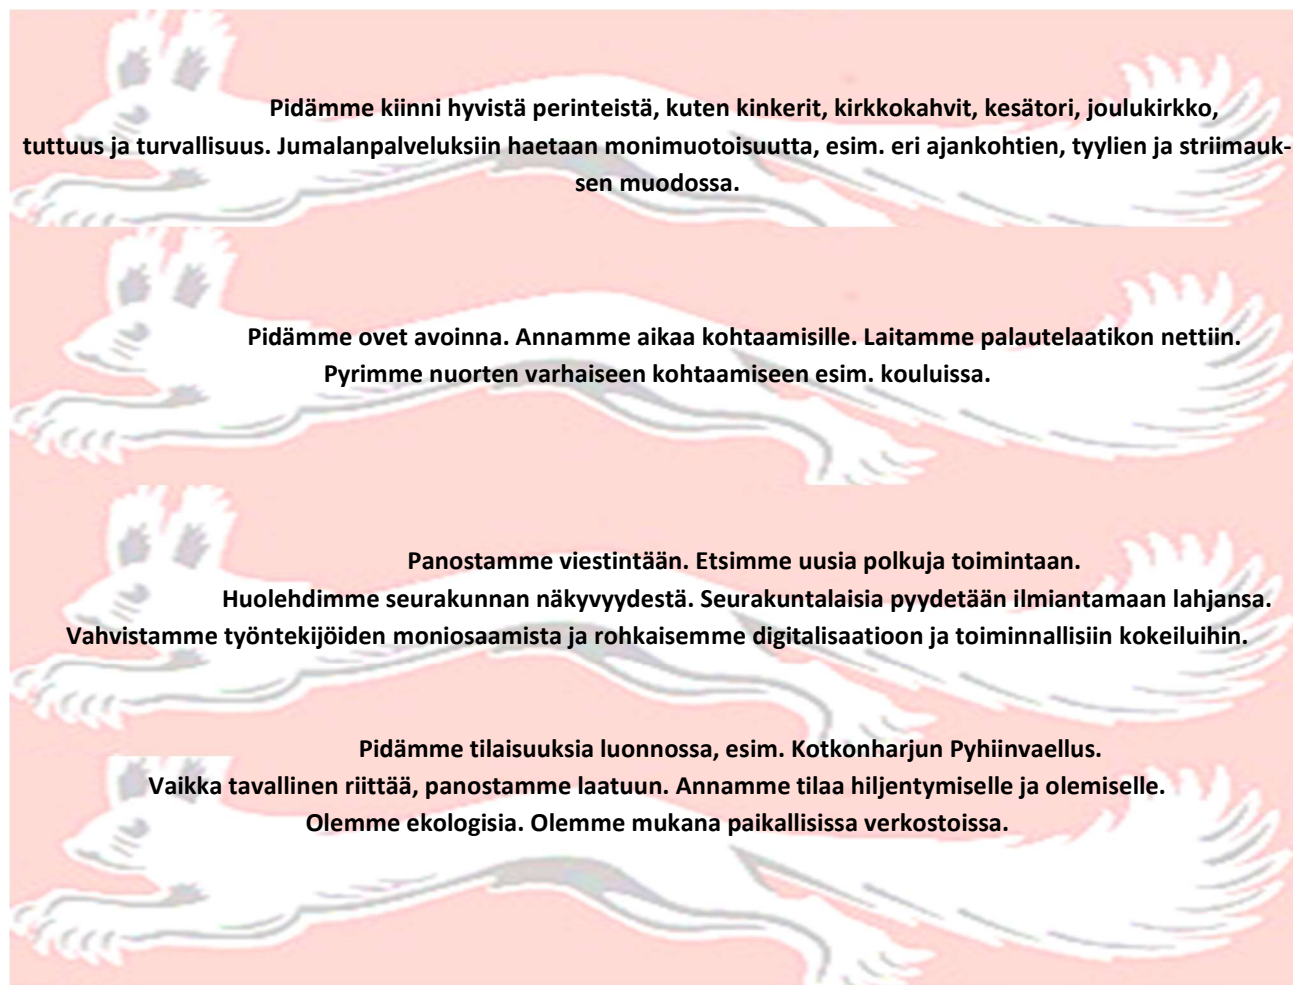 Pidämme kiinni hyvistä perinteistä, kuten kinkerit, kirkkokahvit, kesätori, joulukirkko,
tuttuus ja turvallisuus. Jumalanpalveluksiin haetaan monimuotoisuutta, esim. eri ajankohtien, tyylien ja striimauk-
sen muodossa.
Pidämme ovet avoinna. Annamme aikaa kohtaamisille. Laitamme palautelaatikon nettiin.
Pyrimme nuorten varhaiseen kohtaamiseen esim. kouluissa.
Panostamme viestintään. Etsimme uusia polkuja toimintaan.
Huolehdimme seurakunnan näkyvyydestä. Seurakuntalaisia pyydetään ilmiantamaan lahjansa.
Vahvistamme työntekijöiden moniosaamista ja rohkaisemme digitalisaatioon ja toiminnallisiin kokeiluihin.
Pidämme tilaisuuksia luonnossa, esim. Kotkonharjun Pyhiinvaellus.
Vaikka tavallinen riittää, panostamme laatuun. Annamme tilaa hiljentymiselle ja olemiselle.
Olemme ekologisia. Olemme mukana paikallisissa verkostoissa.